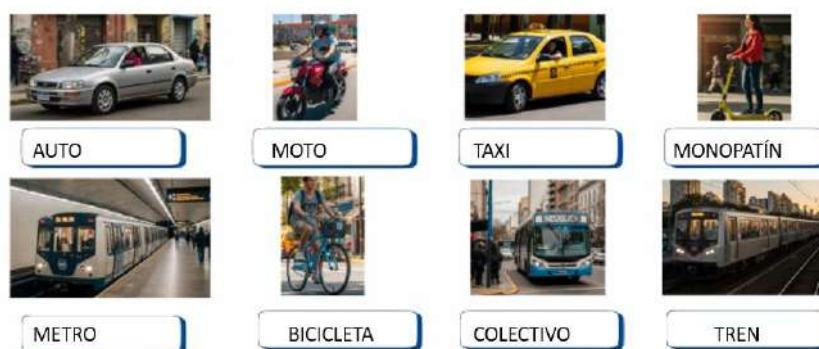 AUTO
MOTO
TAXI
MONOPATÍN
METRO
BICICLETA
COLECTIVO
TREN